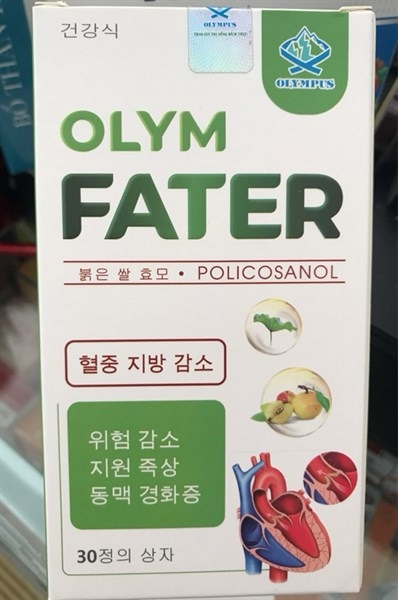 건강식
OLYMPUS
OLYMPUS
OLYM
FATER
붉은 쌀 효모 • POLICOSANOL
혈중 지방 감소
위험 감소
지원 죽상
동맥 경화증
30정의 상자